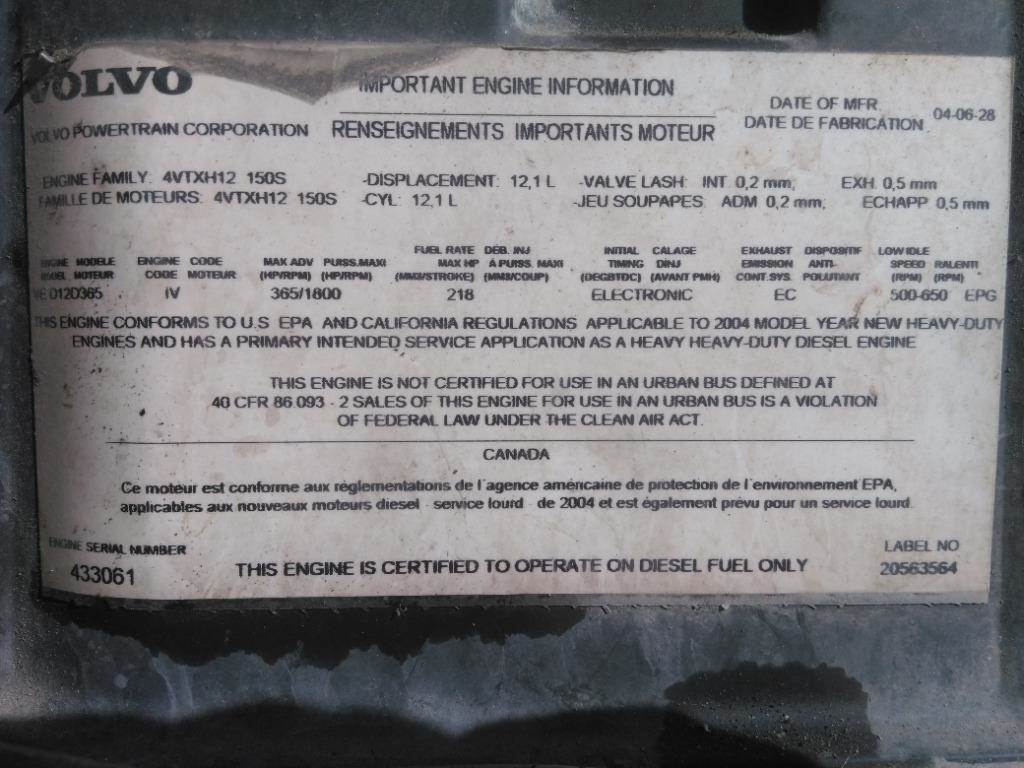 VOLVO
VOLVO POWERTRAIN CORPORATION
IMPORTANT ENGINE INFORMATION
RENSEIGNEMENTS IMPORTANTS MOTEUR
DATE OF MFR
DATE DE FABRICATION
04-06-28
ENGINE FAMILY: 4VTXH12 150S -DISPLACEMENT: 12,1 L -VALVE LASH: INT 0,2 mm, EXH 0,5 mm
FAMILLE DE MOTEURS: 4VTXH12 150S -CYL: 12,1 L -JEU SOUPAPES: ADM 0,2 mm, ECHAPP 0,5 mm
FUEL RATE DÉB. INJ INITIAL CALAGE EXHAUST DISPOSITIF LOW IDLE
ENGINE MODELE ENGINE CODE MAX ADV PUISS.MAXI MAX HP À PUISS. MAXI TIMING D'INJ EMISSION ANTI- SPEED RALENTI
MODEL MOTEUR CODE MOTEUR (HP/RPM) (HP/RPM) (MM3/STROKE) (MM3/COUP) (DEGBTDC) (AVANT PMH) CONT.SYS. POLLUTANT (RPM) (RPM)
VE D12D365 IV 365/1800 218 ELECTRONIC EC 500-650 EPG
THIS ENGINE CONFORMS TO U.S EPA AND CALIFORNIA REGULATIONS APPLICABLE TO 2004 MODEL YEAR NEW HEAVY-DUTY
ENGINES AND HAS A PRIMARY INTENDED SERVICE APPLICATION AS A HEAVY HEAVY-DUTY DIESEL ENGINE
THIS ENGINE IS NOT CERTIFIED FOR USE IN AN URBAN BUS DEFINED AT
40 CFR 86.093 - 2 SALES OF THIS ENGINE FOR USE IN AN URBAN BUS IS A VIOLATION
OF FEDERAL LAW UNDER THE CLEAN AIR ACT.
CANADA
Ce moteur est conforme aux réglementations de l'agence américaine de protection de l'environnement EPA,
applicables aux nouveaux moteurs diesel - service lourd - de 2004 et est également prévu pour un service lourd.
ENGINE SERIAL NUMBER
433061
THIS ENGINE IS CERTIFIED TO OPERATE ON DIESEL FUEL ONLY
LABEL NO
20563564